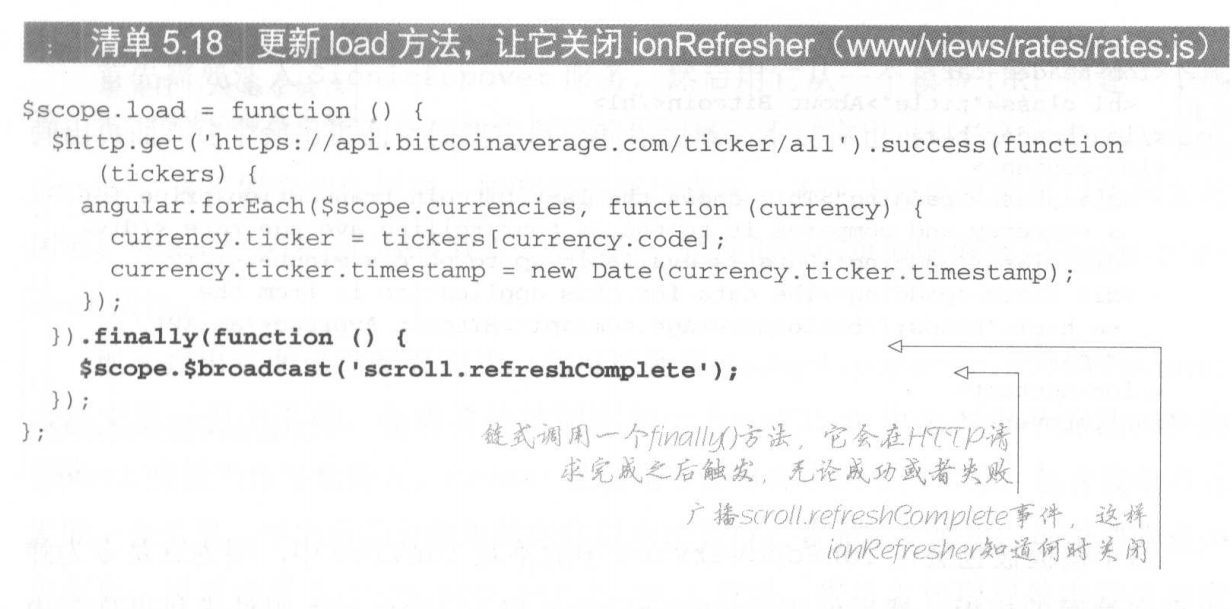 清单 5.18 更新 load 方法，让它关闭 ionRefresher（www/views/rates/rates.js）
$scope.load = function () {
  $http.get('https://api.bitcoinaverage.com/ticker/all').success(function
    (tickers) {
    angular.forEach($scope.currencies, function (currency) {
      currency.ticker = tickers[currency.code];
      currency.ticker.timestamp = new Date(currency.ticker.timestamp);
    });
  }).finally(function () {
    $scope.$broadcast('scroll.refreshComplete');
  });
};
链式调用一个finally()方法，它会在HTTP请
求完成之后触发，无论成功或者失败
广播scroll.refreshComplete事件，这样
ionRefresher知道何时关闭